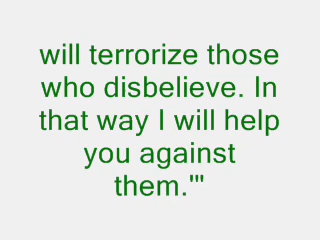 will terrorize those
who disbelieve. In
that way I will help
you against
them.'"